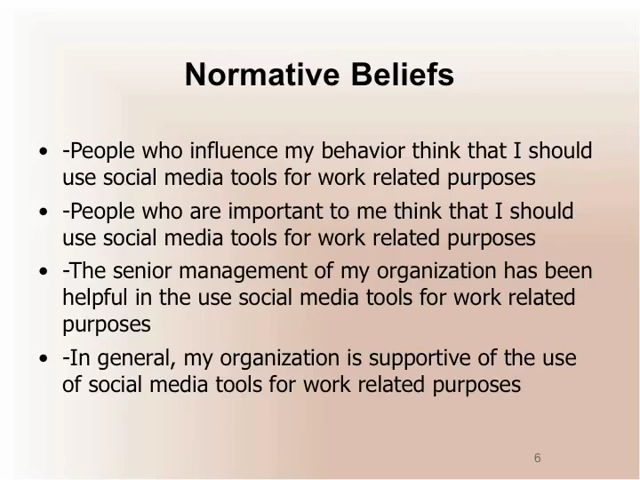 Normative Beliefs
• -People who influence my behavior think that I should
use social media tools for work related purposes
• -People who are important to me think that I should
use social media tools for work related purposes
• -The senior management of my organization has been
helpful in the use social media tools for work related
purposes
• -In general, my organization is supportive of the use
of social media tools for work related purposes
6